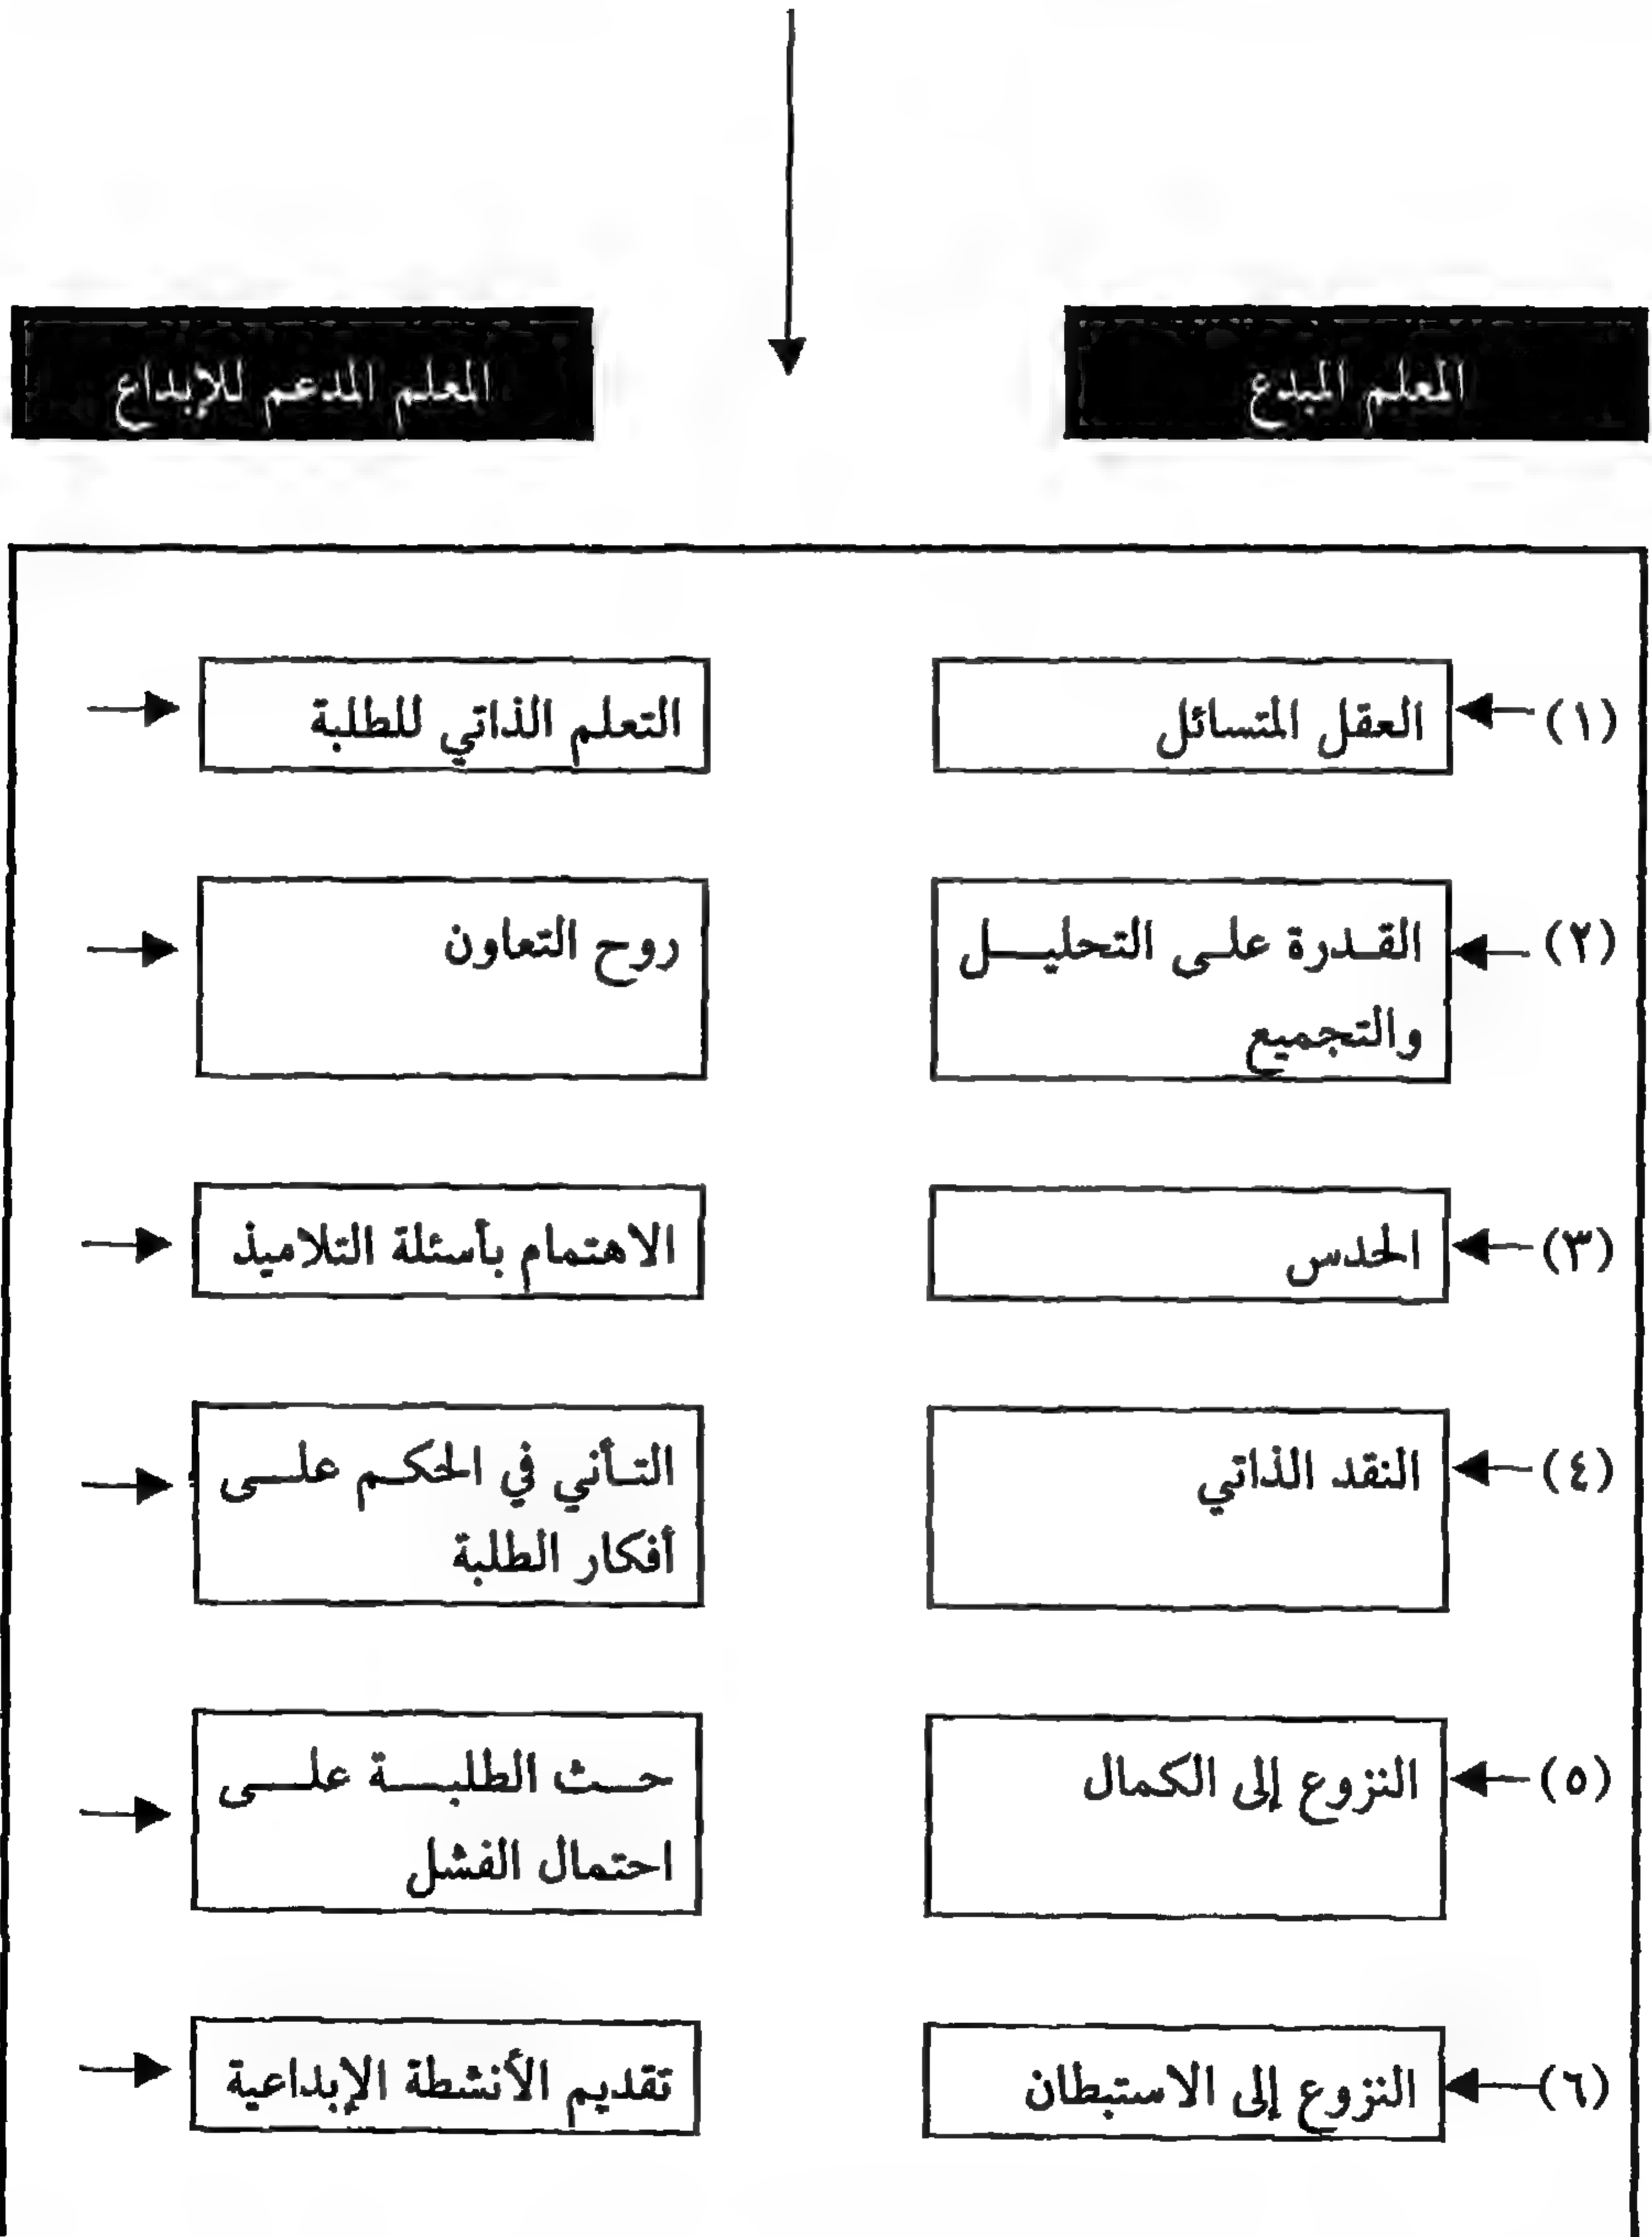 المعلم المبدع
المعلم المدعم للإبداع
(١) العقل المتسائل
التعلم الذاتي للطلبة
(٢) القدرة على التحليل
والتجميع
روح التعاون
(٣) الحدس
الاهتمام بأسئلة التلاميذ
(٤) النقد الذاتي
التأني في الحكم على
أفكار الطلبة
(٥) النزوع إلى الكمال
حث الطلبة على
احتمال الفشل
(٦) النزوع إلى الاستبطان
تقديم الأنشطة الإبداعية